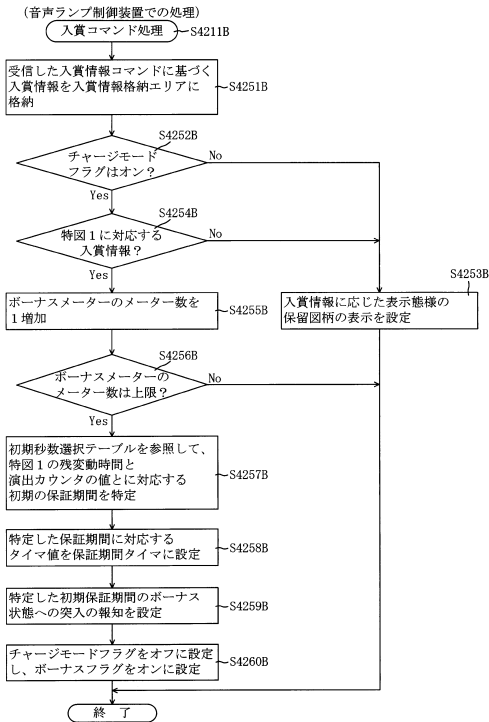 (音声ランプ制御装置での処理)
入賞コマンド処理
S4211B
受信した入賞情報コマンドに基づく
入賞情報を入賞情報格納エリアに
格納
S4251B
S4252B
チャージモード
フラグはオン?
No
Yes
S4254B
特図1に対応する
入賞情報?
No
Yes
S4253B
入賞情報に応じた表示態様の
保留図柄の表示を設定
ボーナスメーターのメーター数を
1増加
S4255B
S4256B
ボーナスメーターの
メーター数は上限?
No
Yes
初期秒数選択テーブルを参照して、
特図1の残変動時間と
演出カウンタの値とに対応する
初期の保証期間を特定
S4257B
特定した保証期間に対応する
タイマ値を保証期間タイマに設定
S4258B
特定した初期保証期間のボーナス
状態への突入の報知を設定
S4259B
チャージモードフラグをオフに設定
し、ボーナスフラグをオンに設定
S4260B
終 了